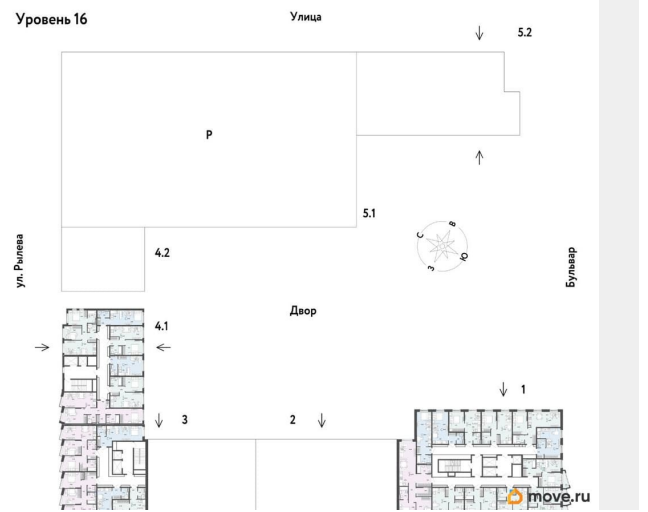 Уровень 16
Улица
5.2
Р
5.1
ул. Рылева
4.2
С
В
Ю
З
Бульвар
Двор
4.1
3
2
1
move.ru